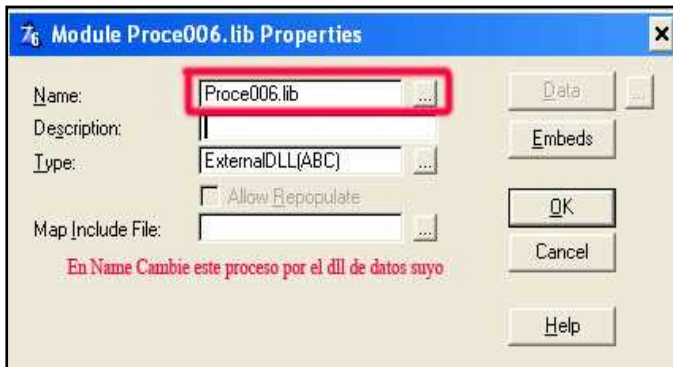 Module Proce006.lib Properties
Name: Proce006.lib ... Data ...
Description: Embeds
Type: ExternalDLL(ABC) ...
Allow Repopulate OK
Map Include File: ... Cancel
En Name Cambie este proceso por el dll de datos suyo
Help